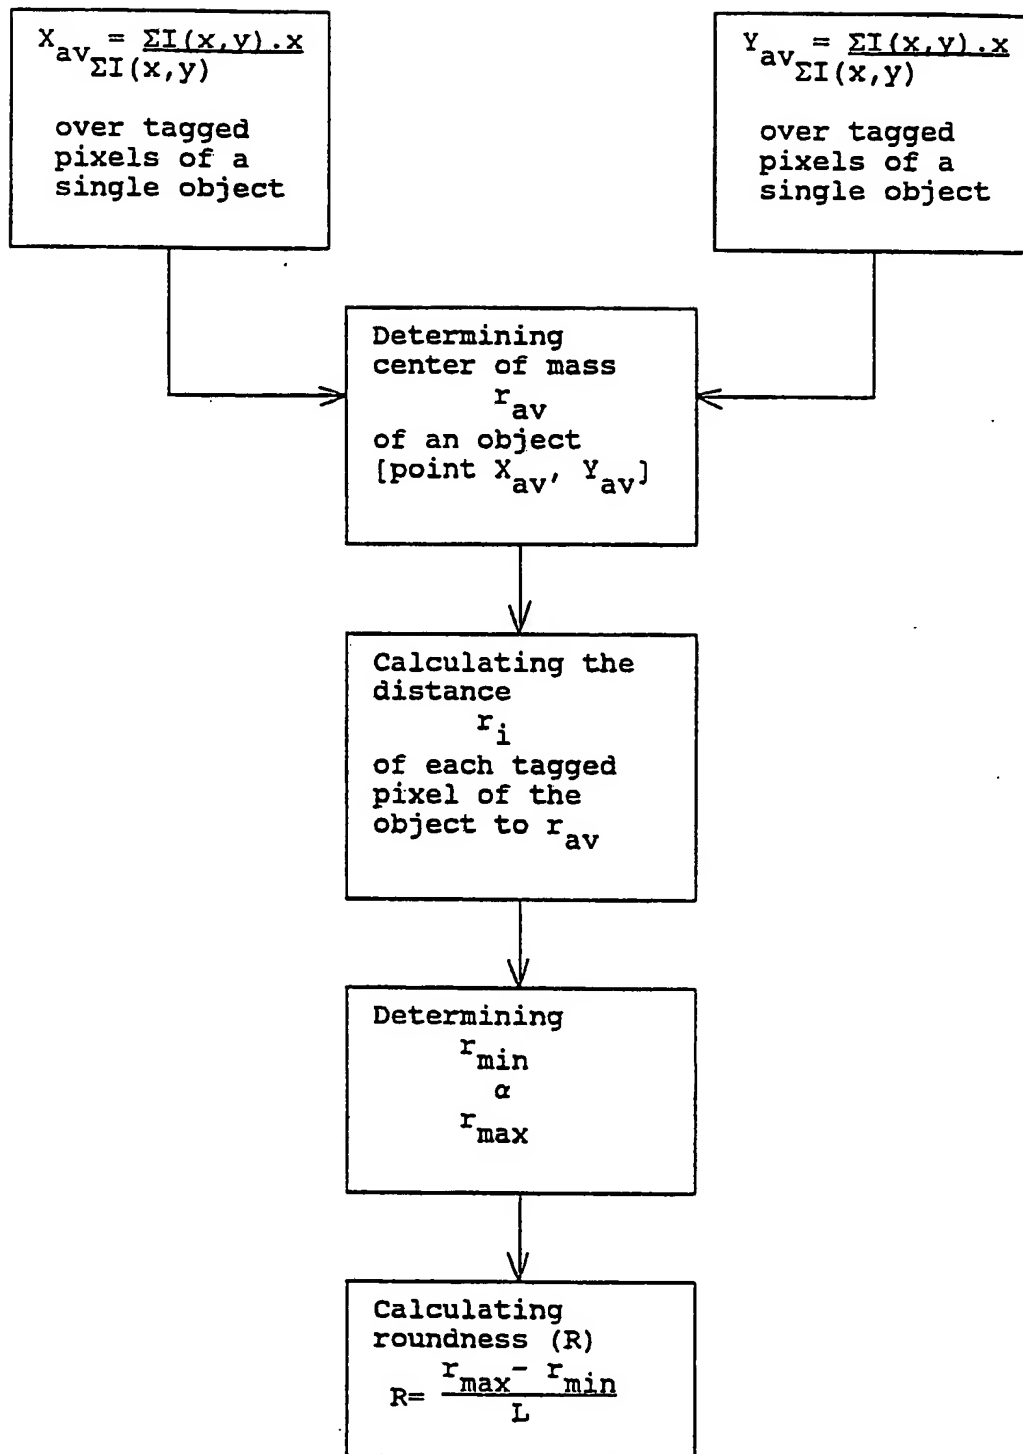 X_av = ΣI(x,y).x
ΣI(x,y)
over tagged
pixels of a
single object
Y_av = ΣI(x,y).x
ΣI(x,y)
over tagged
pixels of a
single object
Determining
center of mass
r_av
of an object
[point X_av, Y_av]
Calculating the
distance
r_i
of each tagged
pixel of the
object to r_av
Determining
r_min
α
r_max
Calculating
roundness (R)
R= r_max - r_min
L